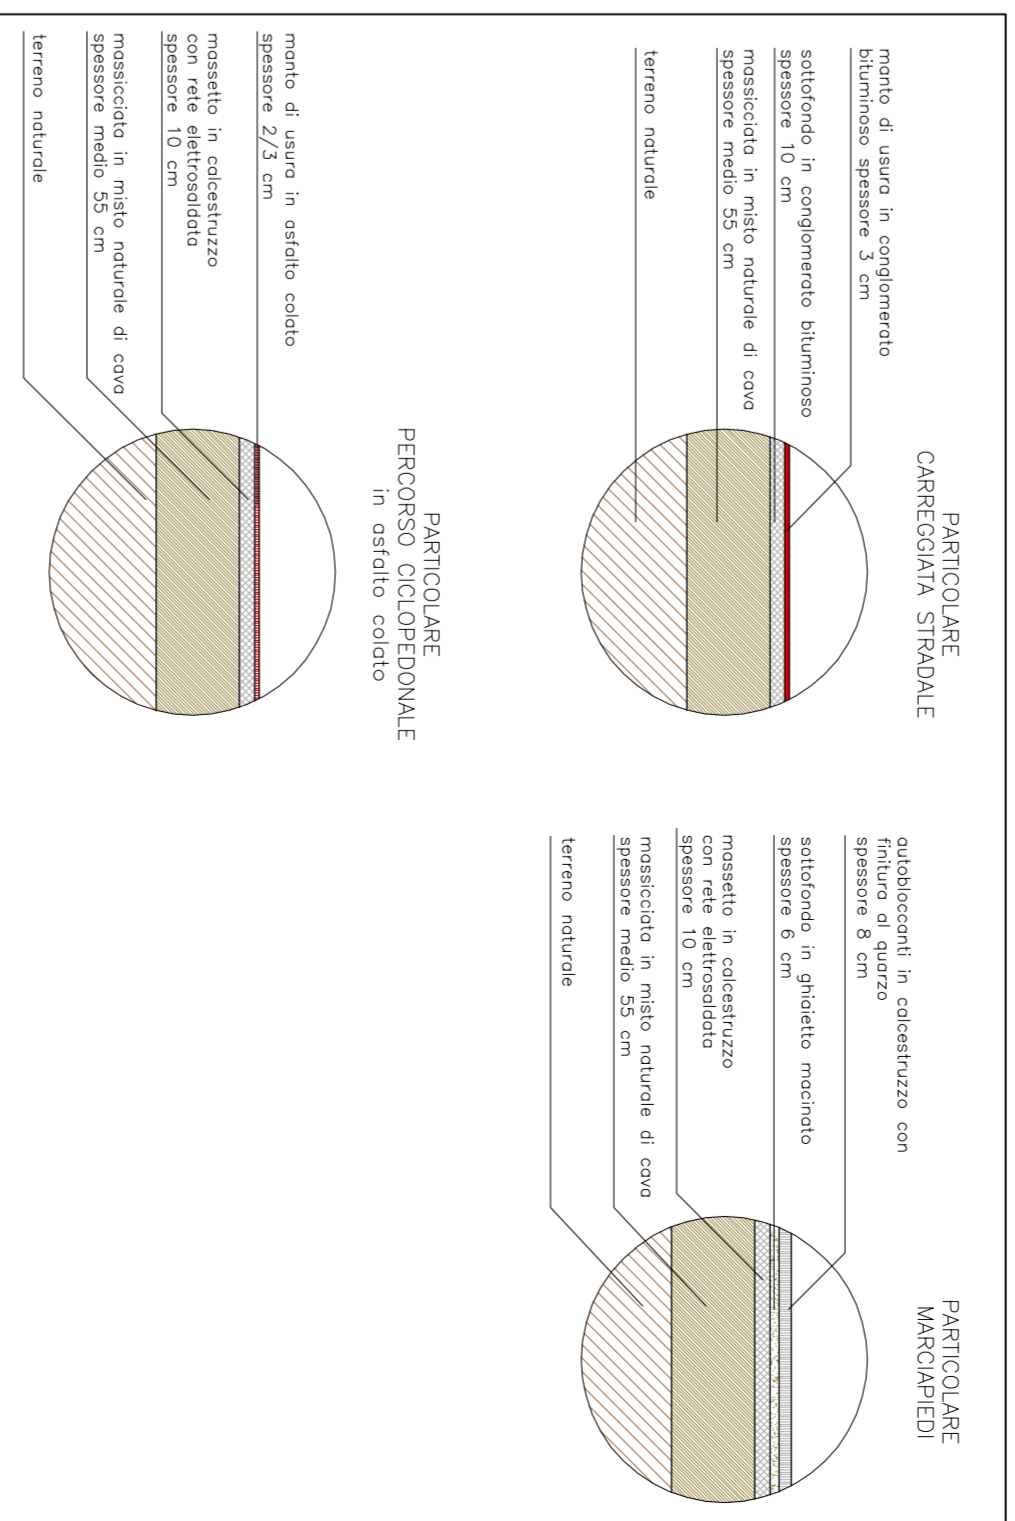 PARTICOLARE
CARREGGIATA STRADALE
manto di usura in conglomerato
bituminoso spessore 3 cm
sottofondo in conglomerato bituminoso
spessore 10 cm
massicciata in misto naturale di cava
spessore medio 55 cm
terreno naturale
PARTICOLARE
MARCIAPIEDI
autobloccanti in calcestruzzo con
finitura al quarzo
spessore 8 cm
sottofondo in ghiaietto macinato
spessore 6 cm
massetto in calcestruzzo
con rete elettrosaldata
spessore 10 cm
massicciata in misto naturale di cava
spessore medio 55 cm
terreno naturale
PARTICOLARE
PERCORSO CICLOPEDONALE
in asfalto colato
manto di usura in asfalto colato
spessore 2/3 cm
massetto in calcestruzzo
con rete elettrosaldata
spessore 10 cm
massicciata in misto naturale di cava
spessore medio 55 cm
terreno naturale